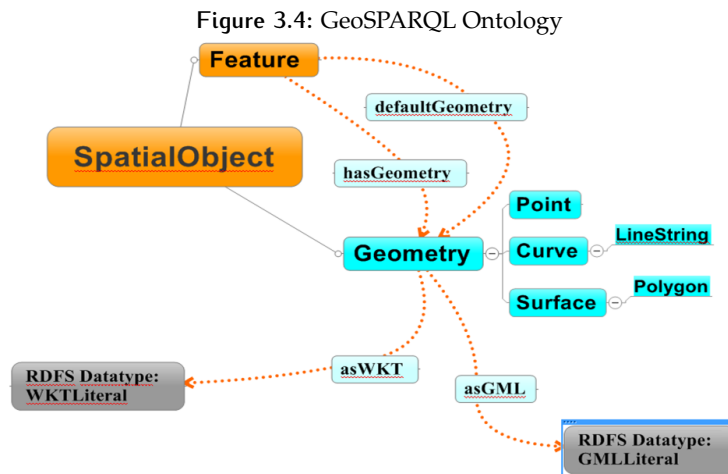 Figure 3.4: GeoSPARQL Ontology
Feature
defaultGeometry
SpatialObject
hasGeometry
Point
Geometry
Curve
LineString
Surface
Polygon
asWKT
RDFS Datatype:
WKTLiteral
asGML
RDFS Datatype:
GMLLiteral